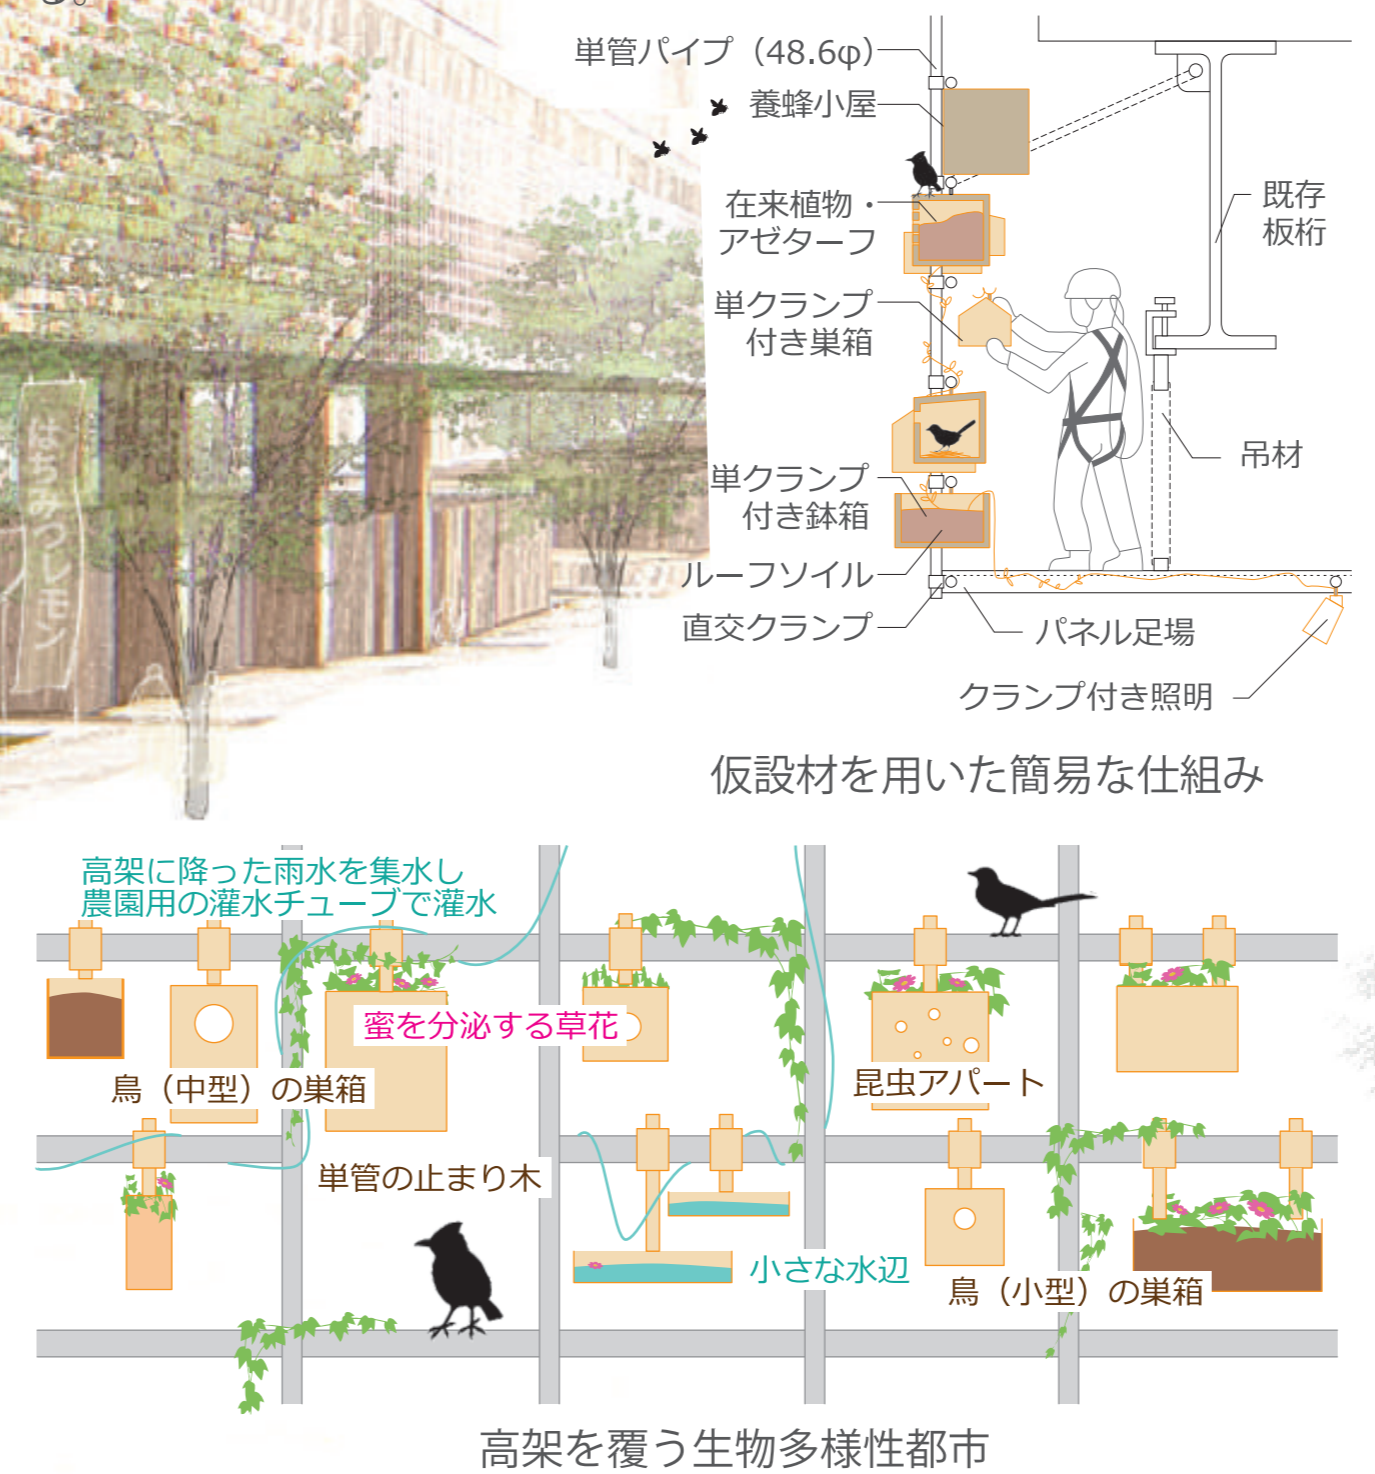 る。
単管パイプ（48.6φ）
養蜂小屋
在来植物・
アゼターフ
既存
板桁
単クランプ
付き巣箱
吊材
単クランプ
付き鉢箱
ルーフソイル
直交クランプ
パネル足場
クランプ付き照明
はちみつレモン
仮設材を用いた簡易な仕組み
高架に降った雨水を集水し
農園用の灌水チューブで灌水
蜜を分泌する草花
鳥（中型）の巣箱
昆虫アパート
単管の止まり木
小さな水辺
鳥（小型）の巣箱
高架を覆う生物多様性都市